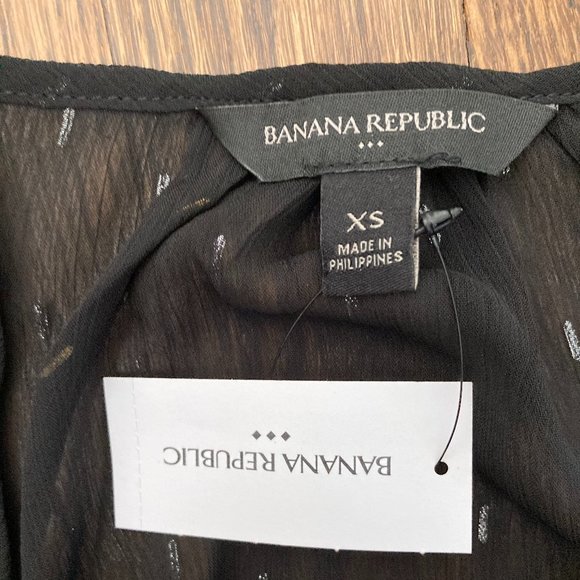 BANANA REPUBLIC
XS
MADE IN
PHILIPPINES
BANANA REPUBLIC